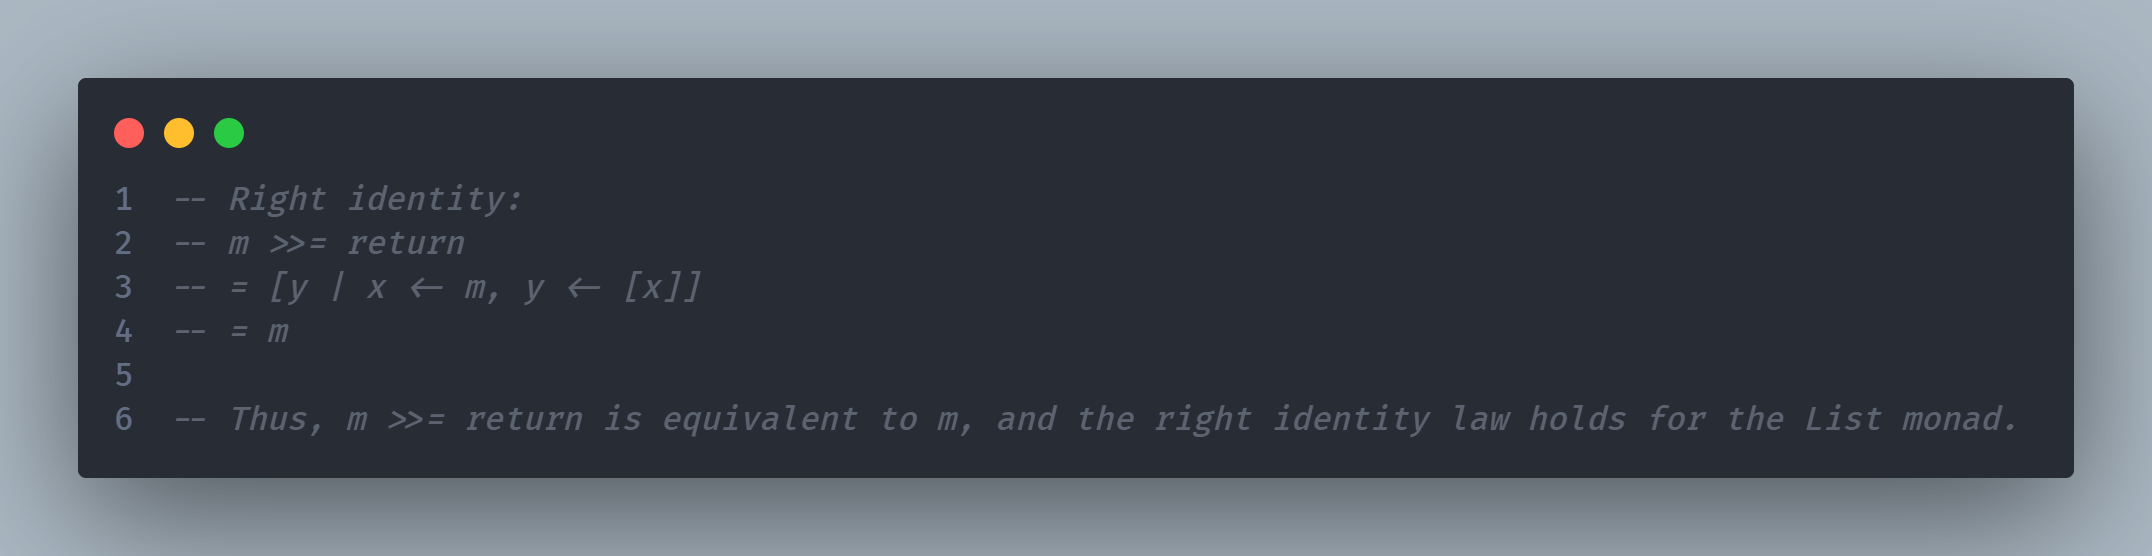 1 -- Right identity:
2 -- m >>= return
3 -- = [y | x <- m, y <- [x]]
4 -- = m
5
6 -- Thus, m >>= return is equivalent to m, and the right identity law holds for the List monad.